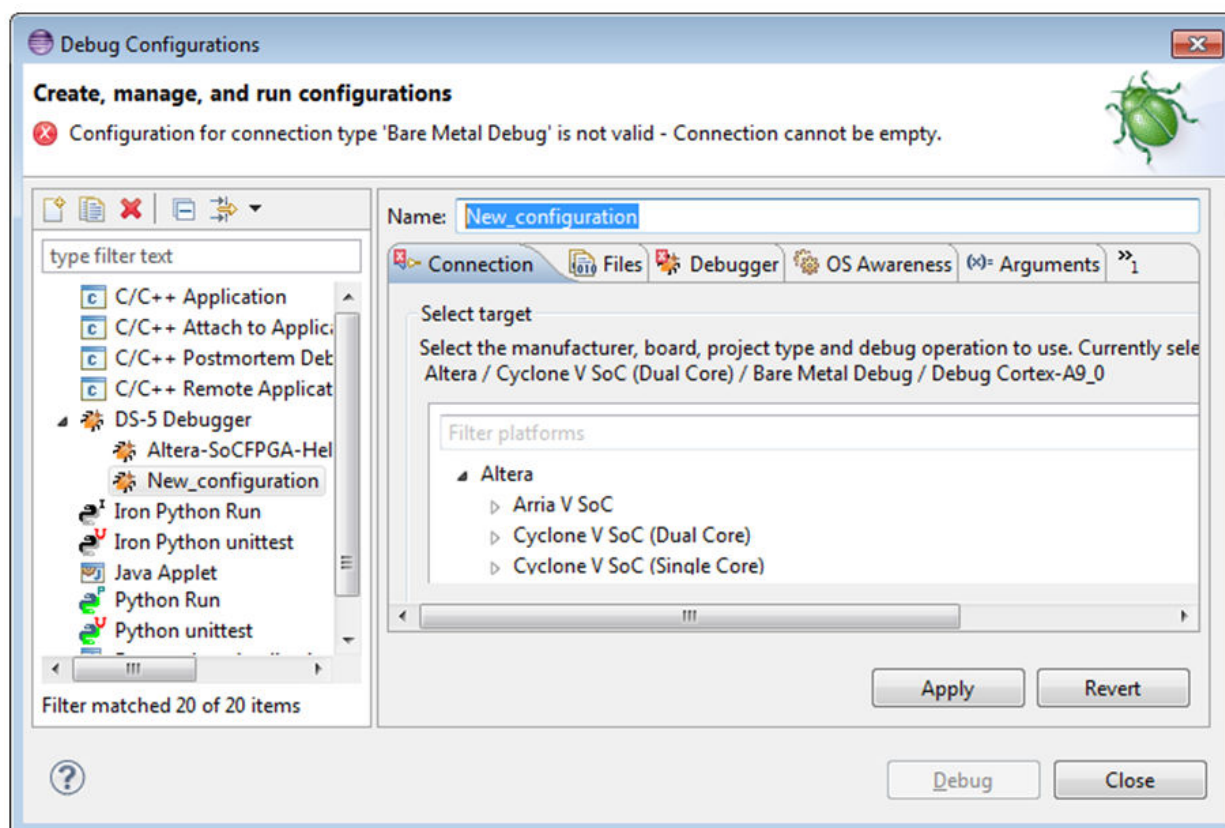 Debug Configurations
Create, manage, and run configurations
Configuration for connection type 'Bare Metal Debug' is not valid - Connection cannot be empty.
type filter text
C/C++ Application
C/C++ Attach to Applic
C/C++ Postmortem Deb
C/C++ Remote Applicat
DS-5 Debugger
Altera-SoCFPGA-Hel
New_configuration
Iron Python Run
Iron Python unittest
Java Applet
Python Run
Python unittest
Filter matched 20 of 20 items
Name: New_configuration
Connection Files Debugger OS Awareness (x)= Arguments »1
Select target
Select the manufacturer, board, project type and debug operation to use. Currently sele
Altera / Cyclone V SoC (Dual Core) / Bare Metal Debug / Debug Cortex-A9_0
Filter platforms
Altera
Arria V SoC
Cyclone V SoC (Dual Core)
Cyclone V SoC (Single Core)
Apply Revert
Debug Close